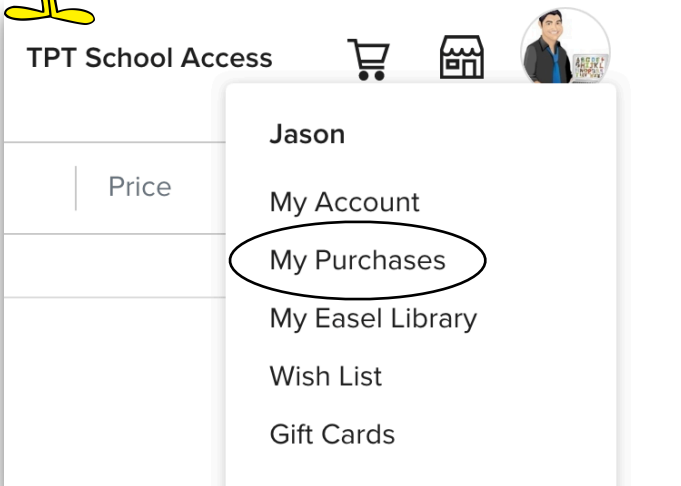 TPT School Access
Jason
Price
My Account
My Purchases
My Easel Library
Wish List
Gift Cards